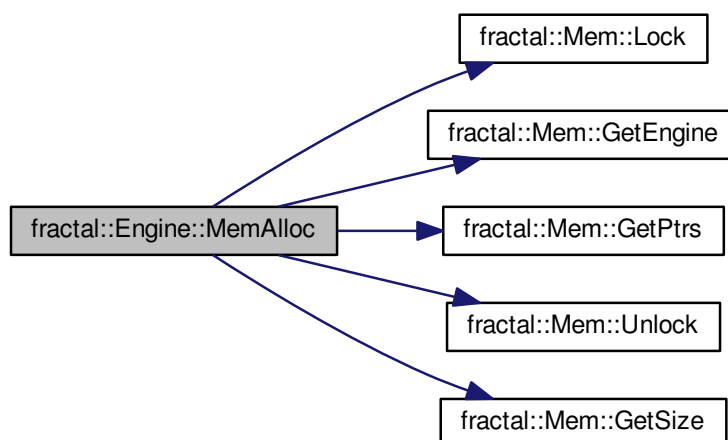 fractal::Mem::Lock
fractal::Mem::GetEngine
fractal::Engine::MemAlloc
fractal::Mem::GetPtrs
fractal::Mem::Unlock
fractal::Mem::GetSize